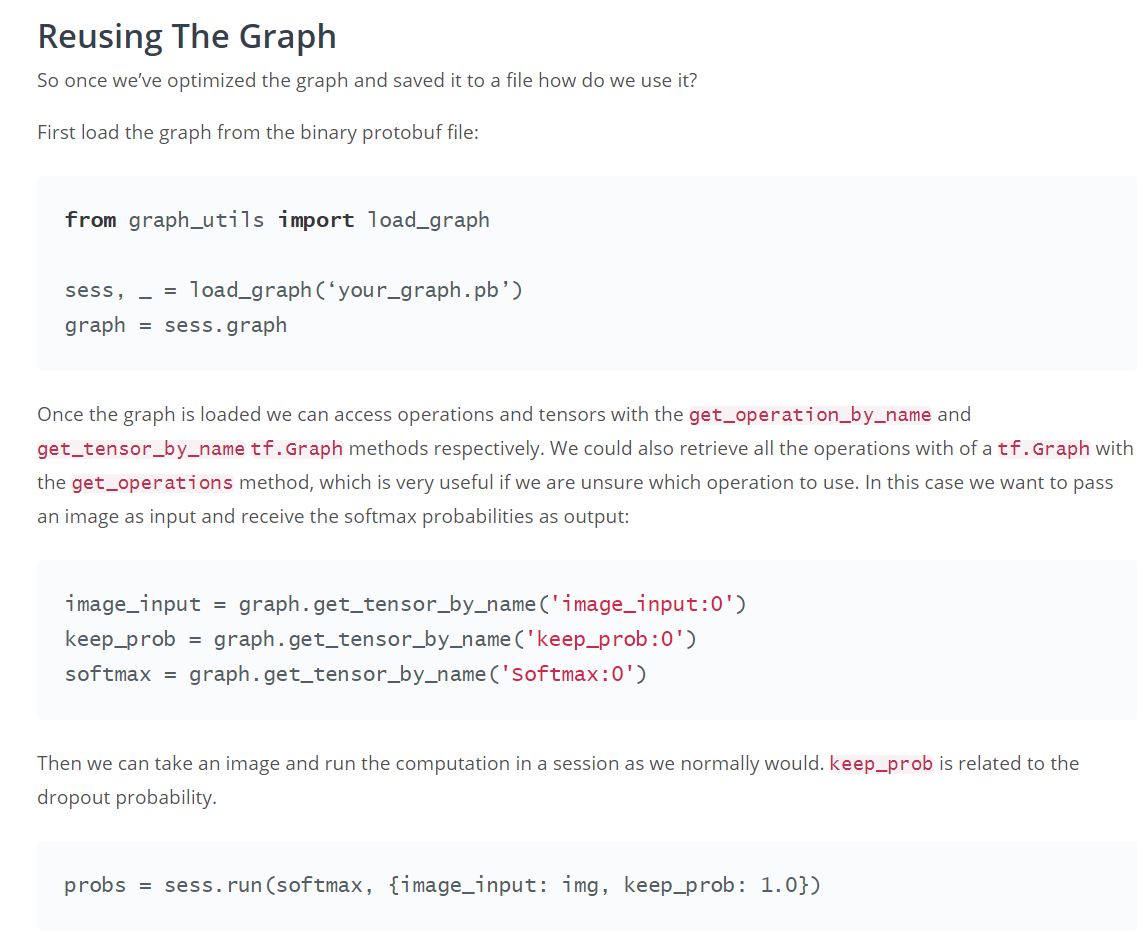 Reusing The Graph
So once we’ve optimized the graph and saved it to a file how do we use it?
First load the graph from the binary protobuf file:
from graph_utils import load_graph
sess, _ = load_graph(‘your_graph.pb’)
graph = sess.graph
Once the graph is loaded we can access operations and tensors with the get_operation_by_name and
get_tensor_by_name tf.Graph methods respectively. We could also retrieve all the operations with of a tf.Graph with
the get_operations method, which is very useful if we are unsure which operation to use. In this case we want to pass
an image as input and receive the softmax probabilities as output:
image_input = graph.get_tensor_by_name('image_input:0')
keep_prob = graph.get_tensor_by_name('keep_prob:0')
softmax = graph.get_tensor_by_name('Softmax:0')
Then we can take an image and run the computation in a session as we normally would. keep_prob is related to the
dropout probability.
probs = sess.run(softmax, {image_input: img, keep_prob: 1.0})